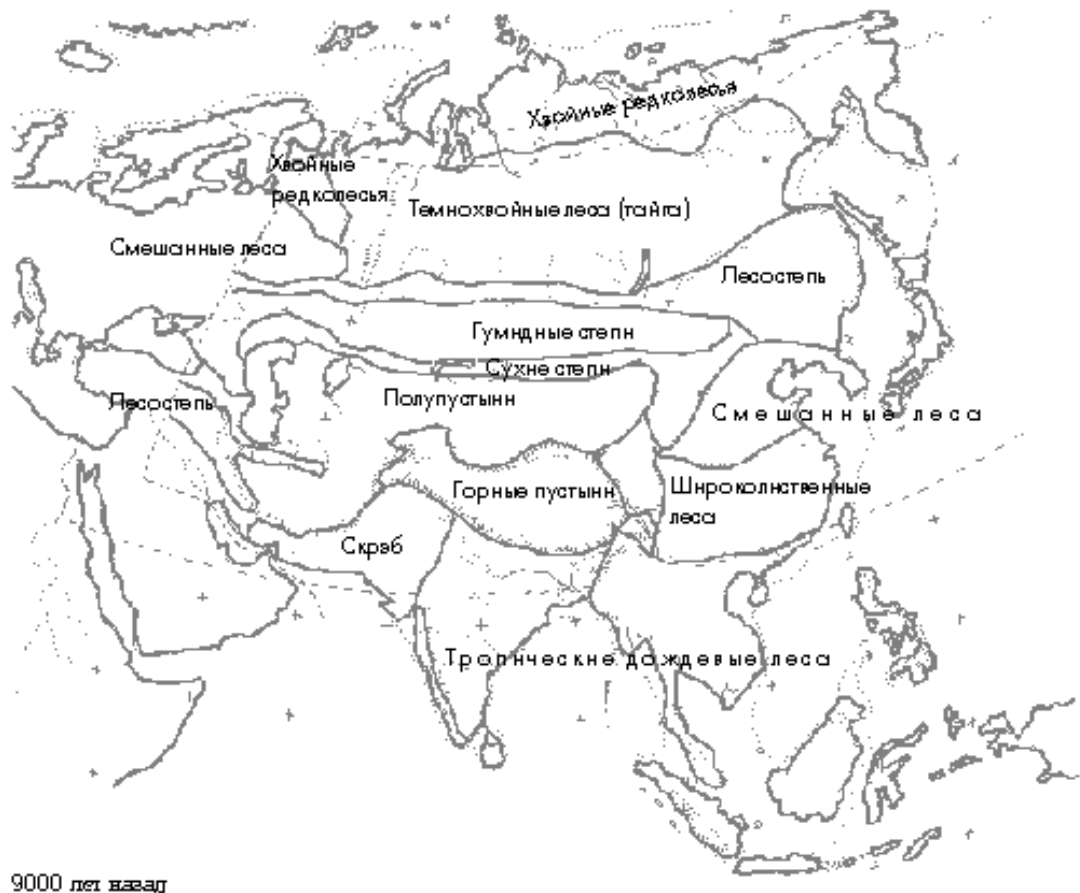 Хвойные редколесья
Хвойные
редколесья
Темнохвойные леса (тайга)
Смешанные леса
Лесостепь
Гумидные степи
Сухие степи
Полупустыни
Лесостепь
Смешанные леса
Горные пустыни
Широколиственные
леса
Скрэб
Тропические дождевые леса
9000 лет назад